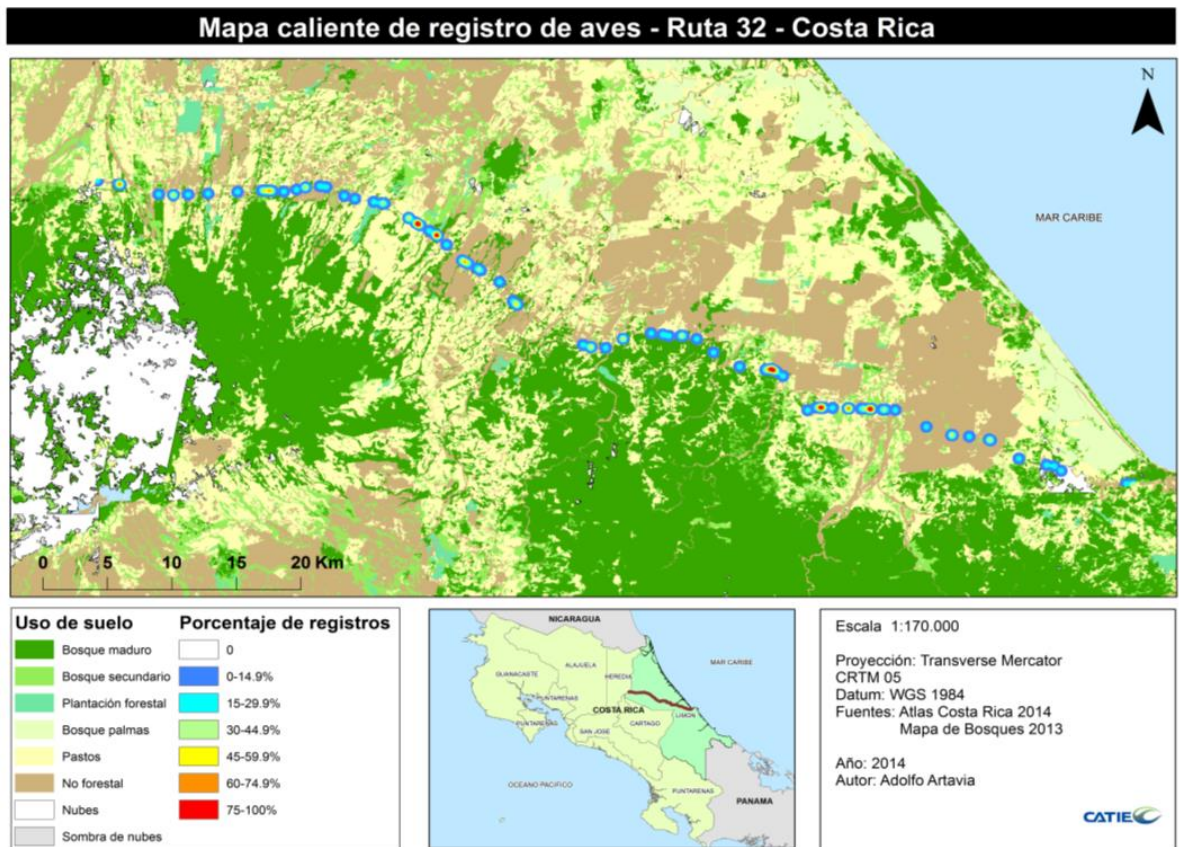 Mapa caliente de registro de aves - Ruta 32 - Costa Rica
N
MAR CARIBE
0 5 10 15 20 Km
Uso de suelo
Bosque maduro
Bosque secundario
Plantación forestal
Bosque palmas
Pastos
No forestal
Nubes
Sombra de nubes
Porcentaje de registros
0
0-14.9%
15-29.9%
30-44.9%
45-59.9%
60-74.9%
75-100%
NICARAGUA
MAR CARIBE
ALAJUELA
GUANACASTE
HEREDIA
PUNTARENAS
COSTA RICA
LIMON
PUNTARENAS
CARTAGO
SAN JOSE
OCEANO PACIFICO
PUNTARENAS
PANAMA
Escala 1:170.000
Proyección: Transverse Mercator
CRTM 05
Datum: WGS 1984
Fuentes: Atlas Costa Rica 2014
Mapa de Bosques 2013
Año: 2014
Autor: Adolfo Artavia
CATIE